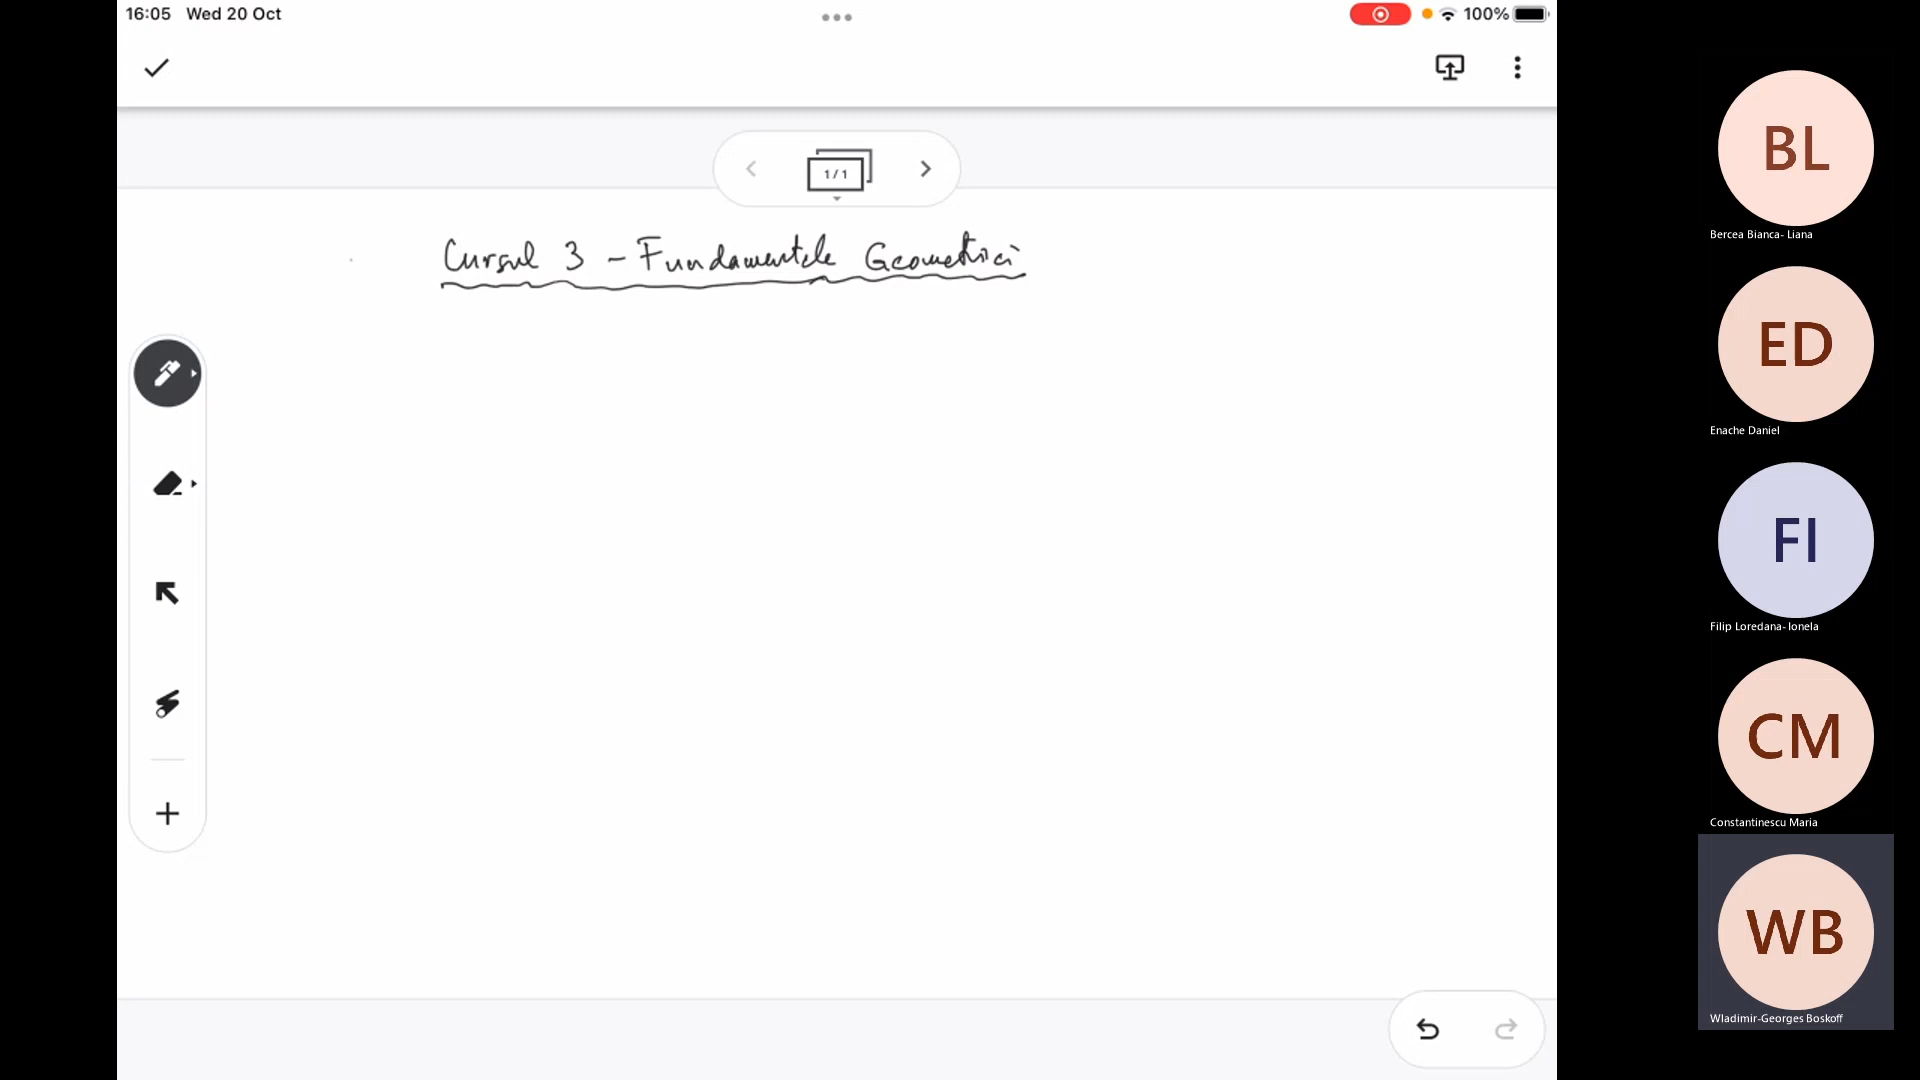 16:05 Wed 20 Oct
100%
1/1
Cursul 3 - Fundamentele Geometriei
BL
Bercea Bianca- Liana
ED
Enache Daniel
FI
Filip Loredana- Ionela
CM
Constantinescu Maria
WB
Wladimir-Georges Boskoff